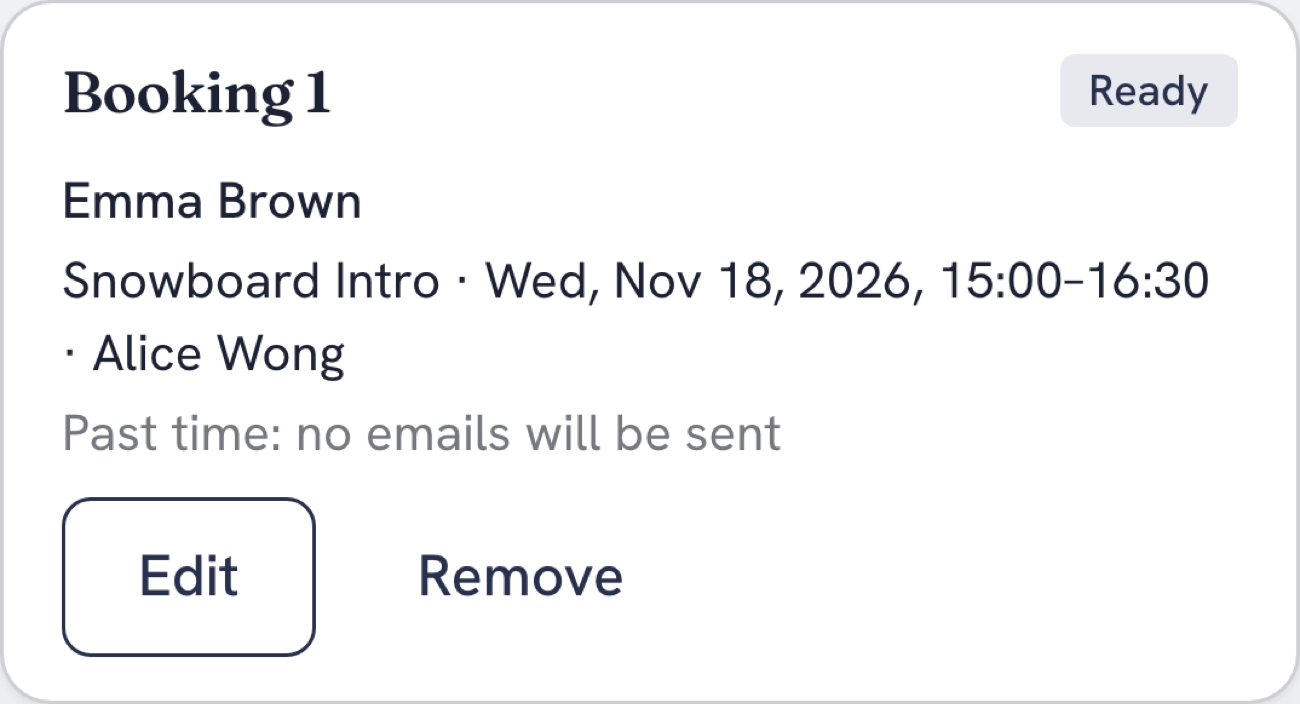 Booking 1
Ready
Emma Brown
Snowboard Intro · Wed, Nov 18, 2026, 15:00–16:30
· Alice Wong
Past time: no emails will be sent
Edit
Remove